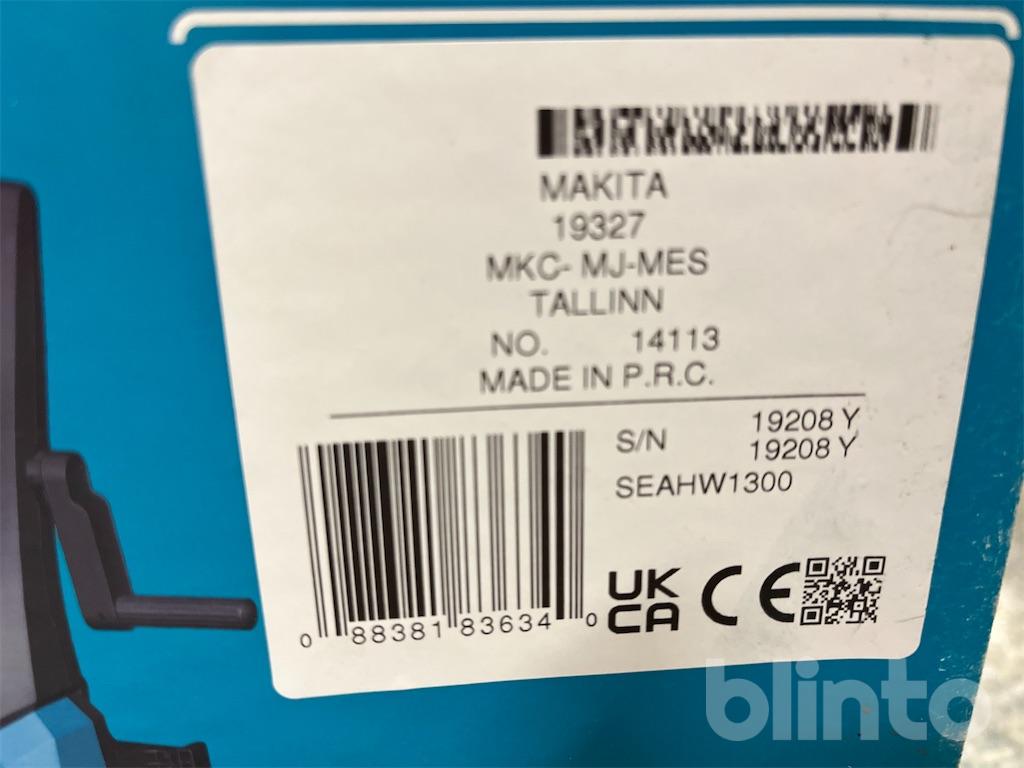 MAKITA
19327
MKC- MJ-MES
TALLINN
NO. 14113
MADE IN P.R.C.
S/N 19208 Y
19208 Y
SEAHW1300
UK
CA CE
0 88381 83634 0
blinto